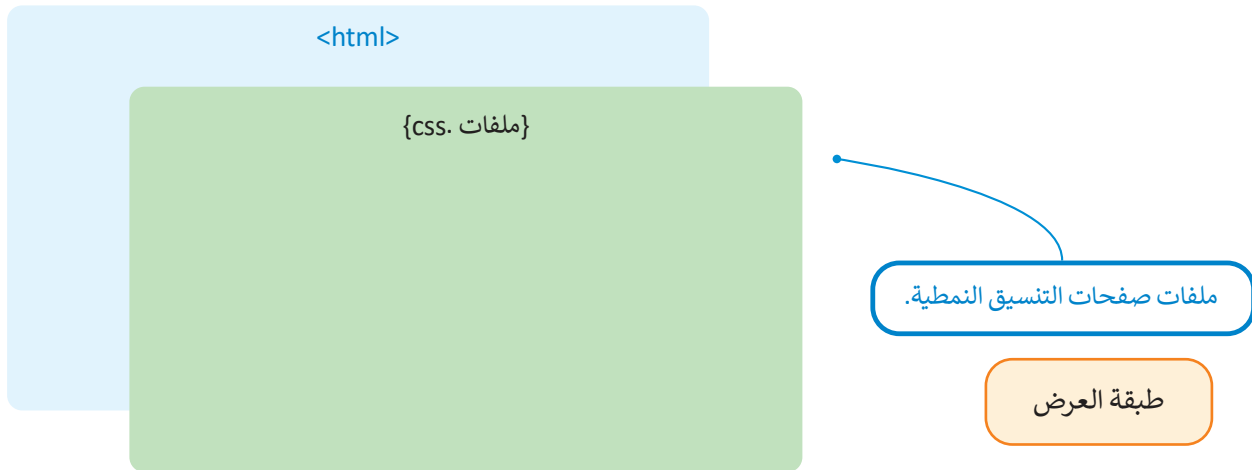 <html>
{ملفات .css}
ملفات صفحات التنسيق النمطية.
طبقة العرض